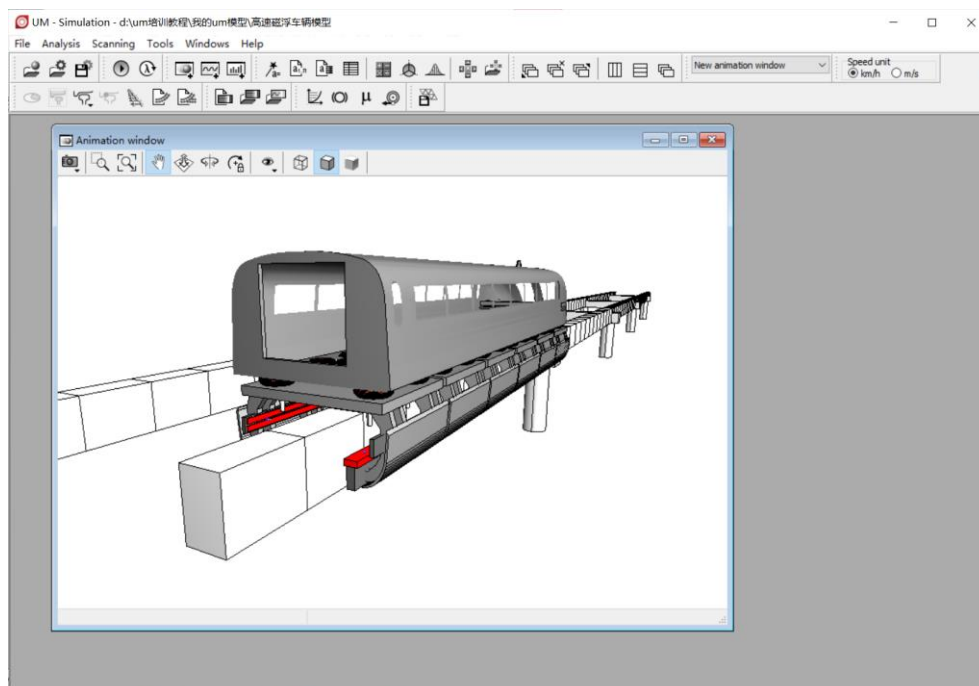 UM - Simulation - d:\um培训教程\我的um模型\高速磁浮车辆模型
File Analysis Scanning Tools Windows Help
New animation window
Speed unit
km/h m/s
Animation window